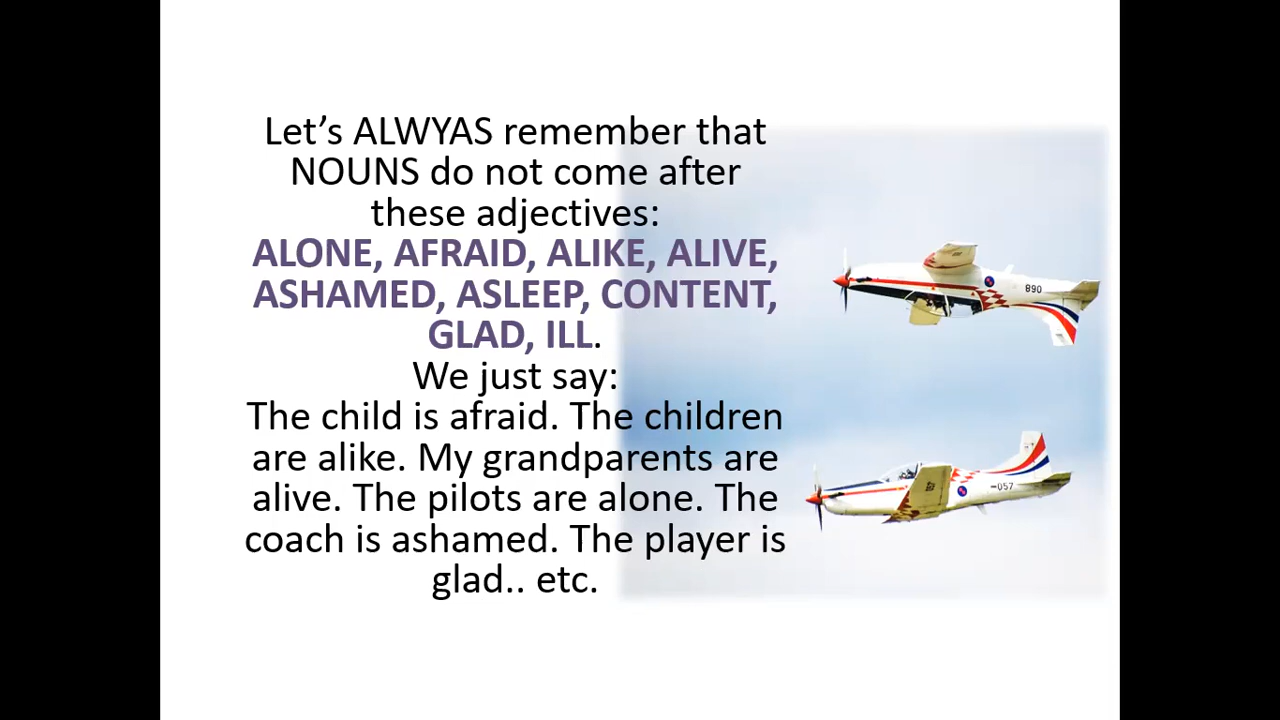 Let’s ALWYAS remember that
NOUNS do not come after
these adjectives:
ALONE, AFRAID, ALIKE, ALIVE,
ASHAMED, ASLEEP, CONTENT,
GLAD, ILL.
We just say:
The child is afraid. The children
are alike. My grandparents are
alive. The pilots are alone. The
coach is ashamed. The player is
glad.. etc.
890
057